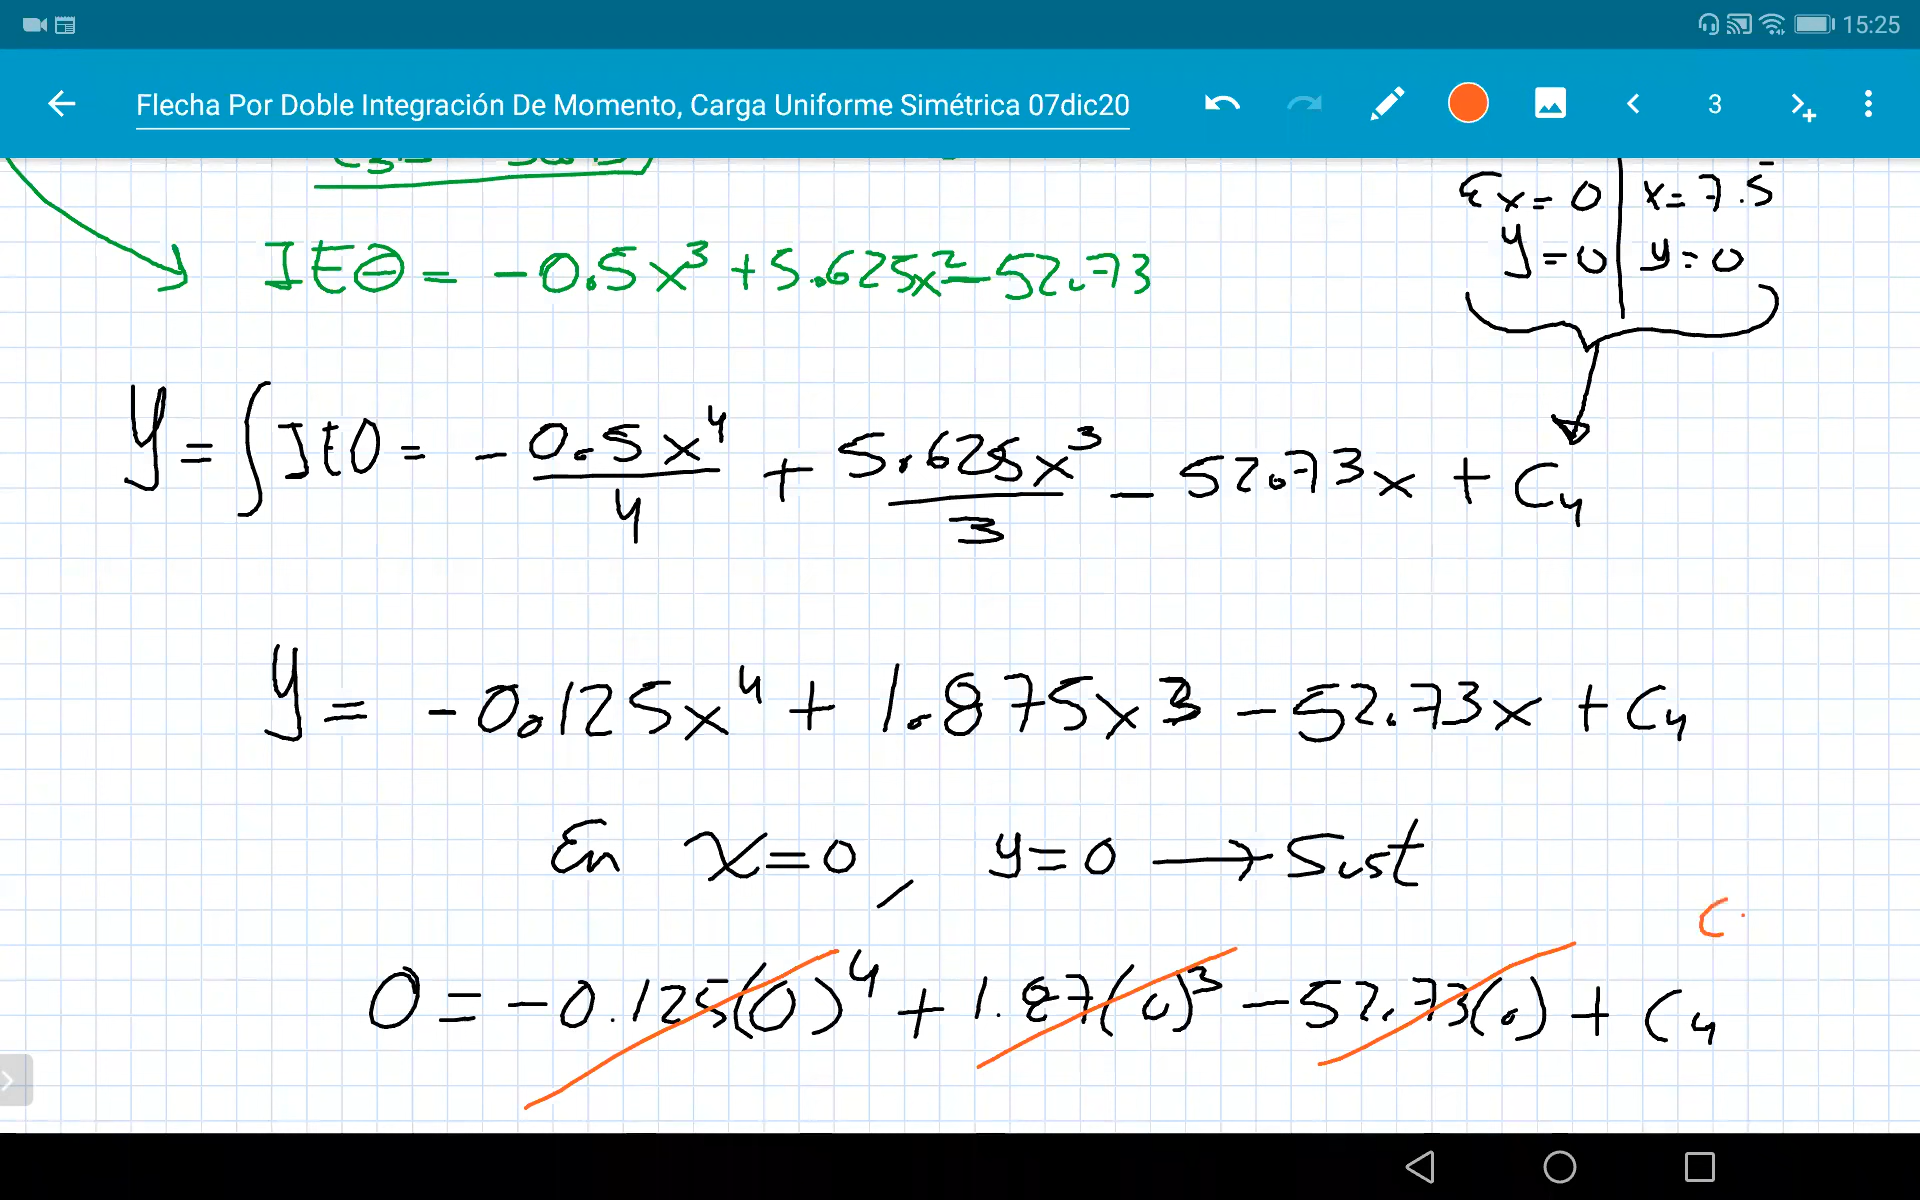 15:25
Flecha Por Doble Integración De Momento, Carga Uniforme Simétrica 07dic20
3
En x=0 | x=7.5
y=0 | y=0
IEθ = -0.5x³ + 5.625x² - 52.73
y = ∫IEθ = -0.5x⁴/4 + 5.625x³/3 - 52.73x + C₄
y = -0.125x⁴ + 1.875x³ - 52.73x + C₄
En x=0, y=0 → Sust
C
0 = -0.125(0)⁴ + 1.87(0)³ - 52.73(0) + C₄